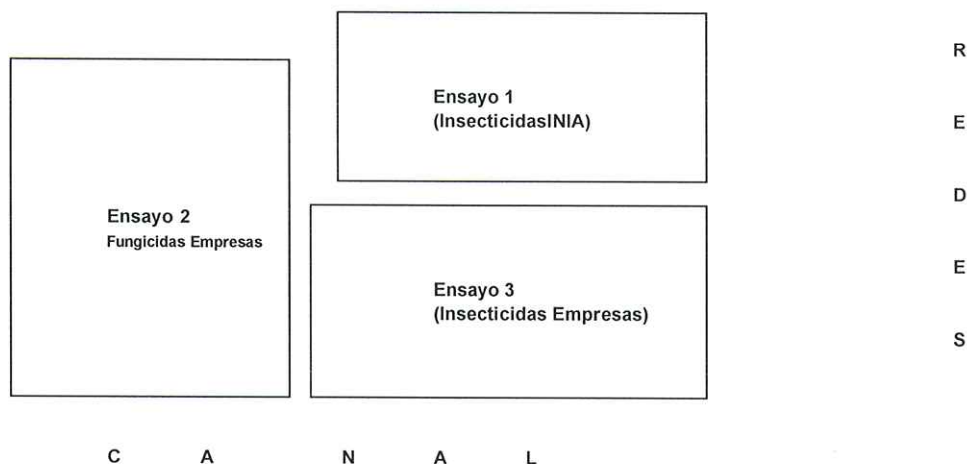 Ensayo 1
(InsecticidasINIA)
Ensayo 2
Fungicidas Empresas
Ensayo 3
(Insecticidas Empresas)
R
E
D
E
S
C A N A L